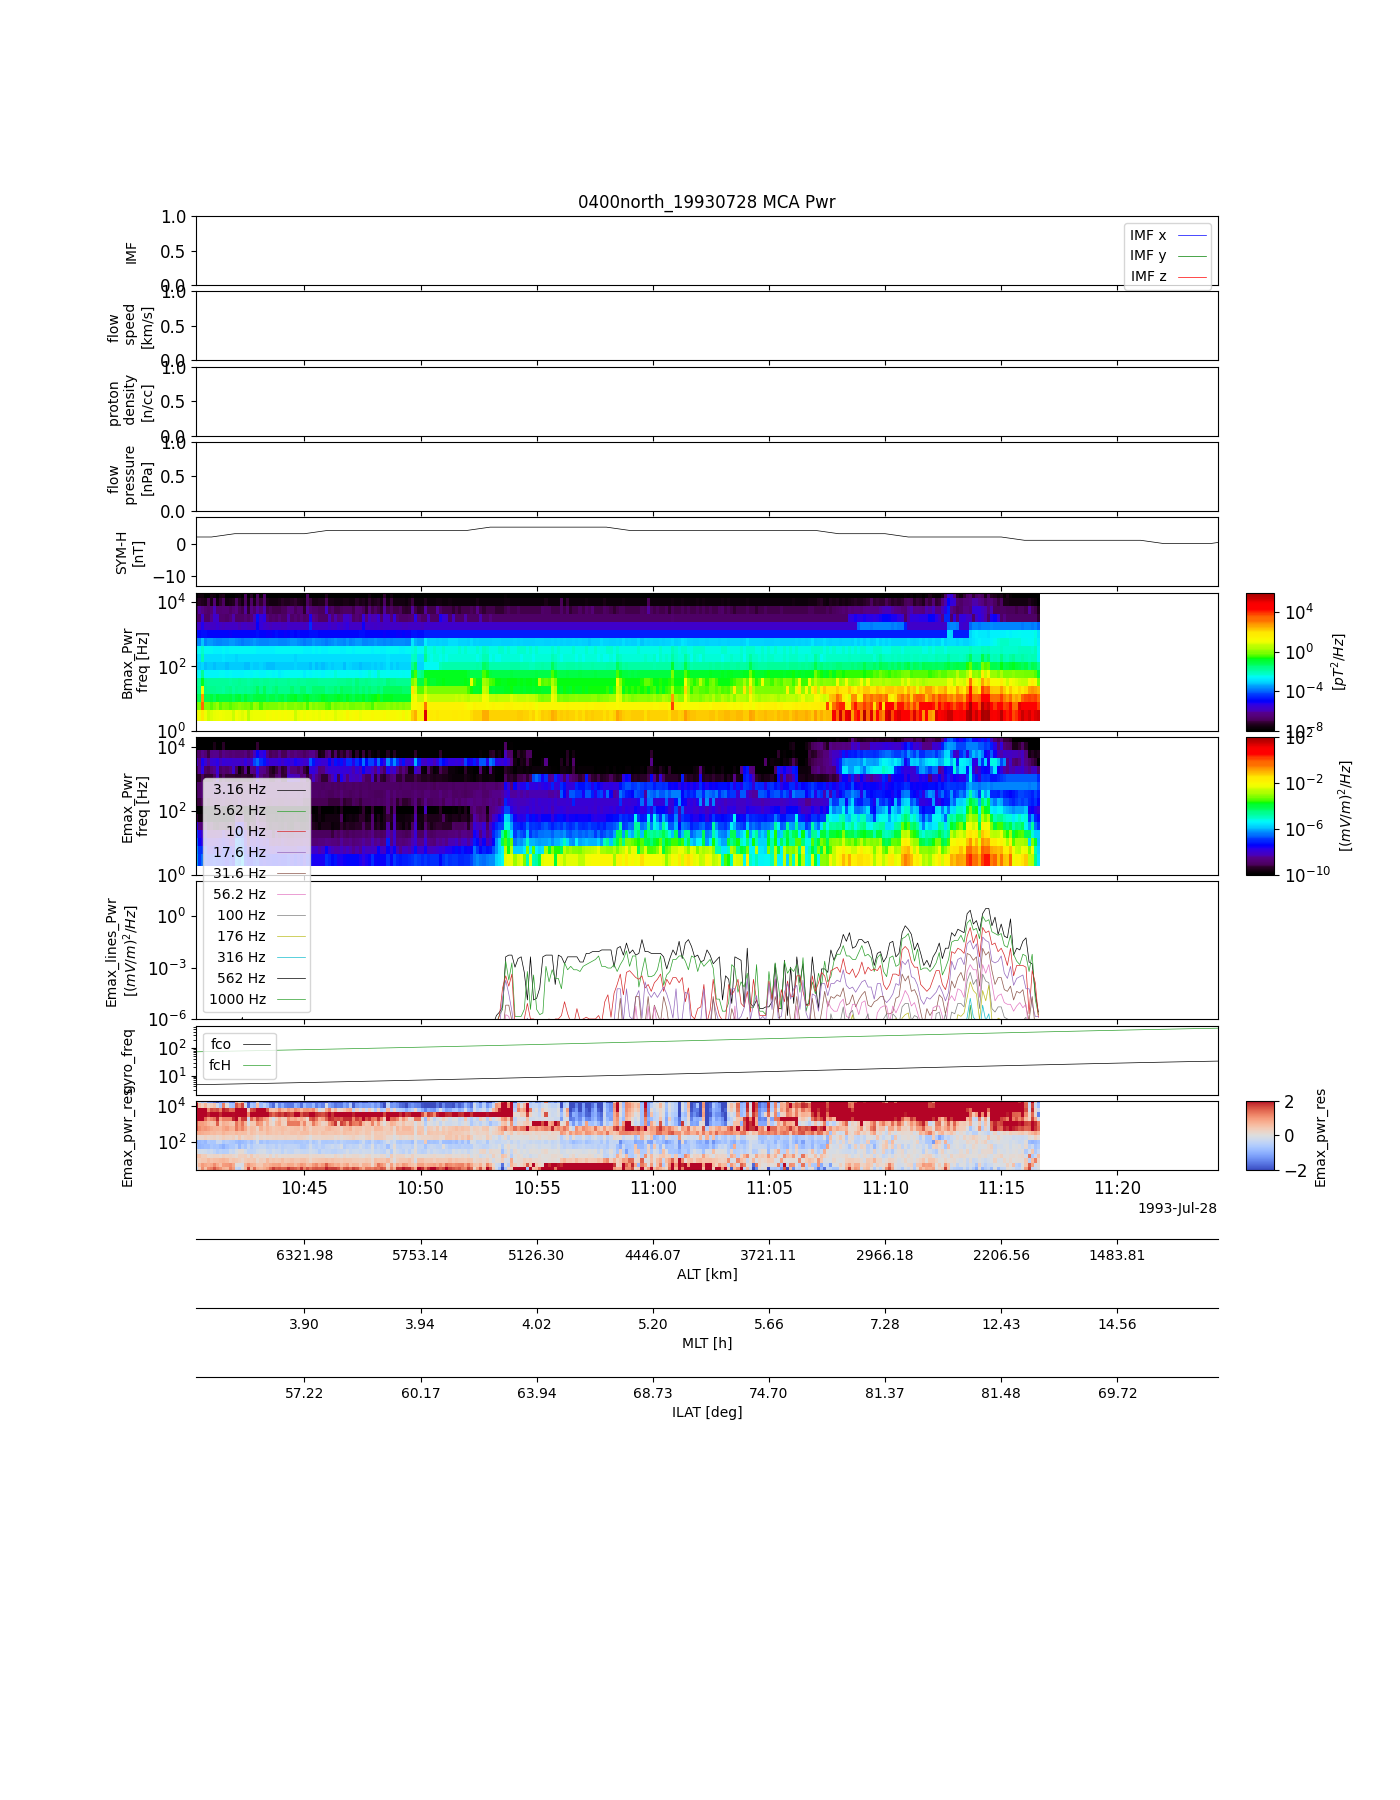 0400north_19930728 MCA Pwr
1.0
0.5
0.0
IMF
IMF x
IMF y
IMF z
1.0
0.5
0.0
flow
speed
[km/s]
1.0
0.5
0.0
proton
density
[n/cc]
1.0
0.5
0.0
flow
pressure
[nPa]
0
−10
SYM-H
[nT]
10^4
10^2
10^0
Bmax_Pwr
freq [Hz]
10^4
10^0
10^−4
10^−8
[pT^2/Hz]
10^4
10^2
10^0
Emax_Pwr
freq [Hz]
10^2
10^−2
10^−6
10^−10
[(mV/m)^2/Hz]
3.16 Hz
5.62 Hz
10 Hz
17.6 Hz
31.6 Hz
56.2 Hz
100 Hz
176 Hz
316 Hz
562 Hz
1000 Hz
10^0
10^−3
10^−6
Emax_lines_Pwr
[(mV/m)^2/Hz]
10^2
10^1
gyro_freq
fco
fcH
10^4
10^2
Emax_pwr_res
2
0
−2
Emax_pwr_res
10:45 10:50 10:55 11:00 11:05 11:10 11:15 11:20
1993-Jul-28
6321.98 5753.14 5126.30 4446.07 3721.11 2966.18 2206.56 1483.81
ALT [km]
3.90 3.94 4.02 5.20 5.66 7.28 12.43 14.56
MLT [h]
57.22 60.17 63.94 68.73 74.70 81.37 81.48 69.72
ILAT [deg]